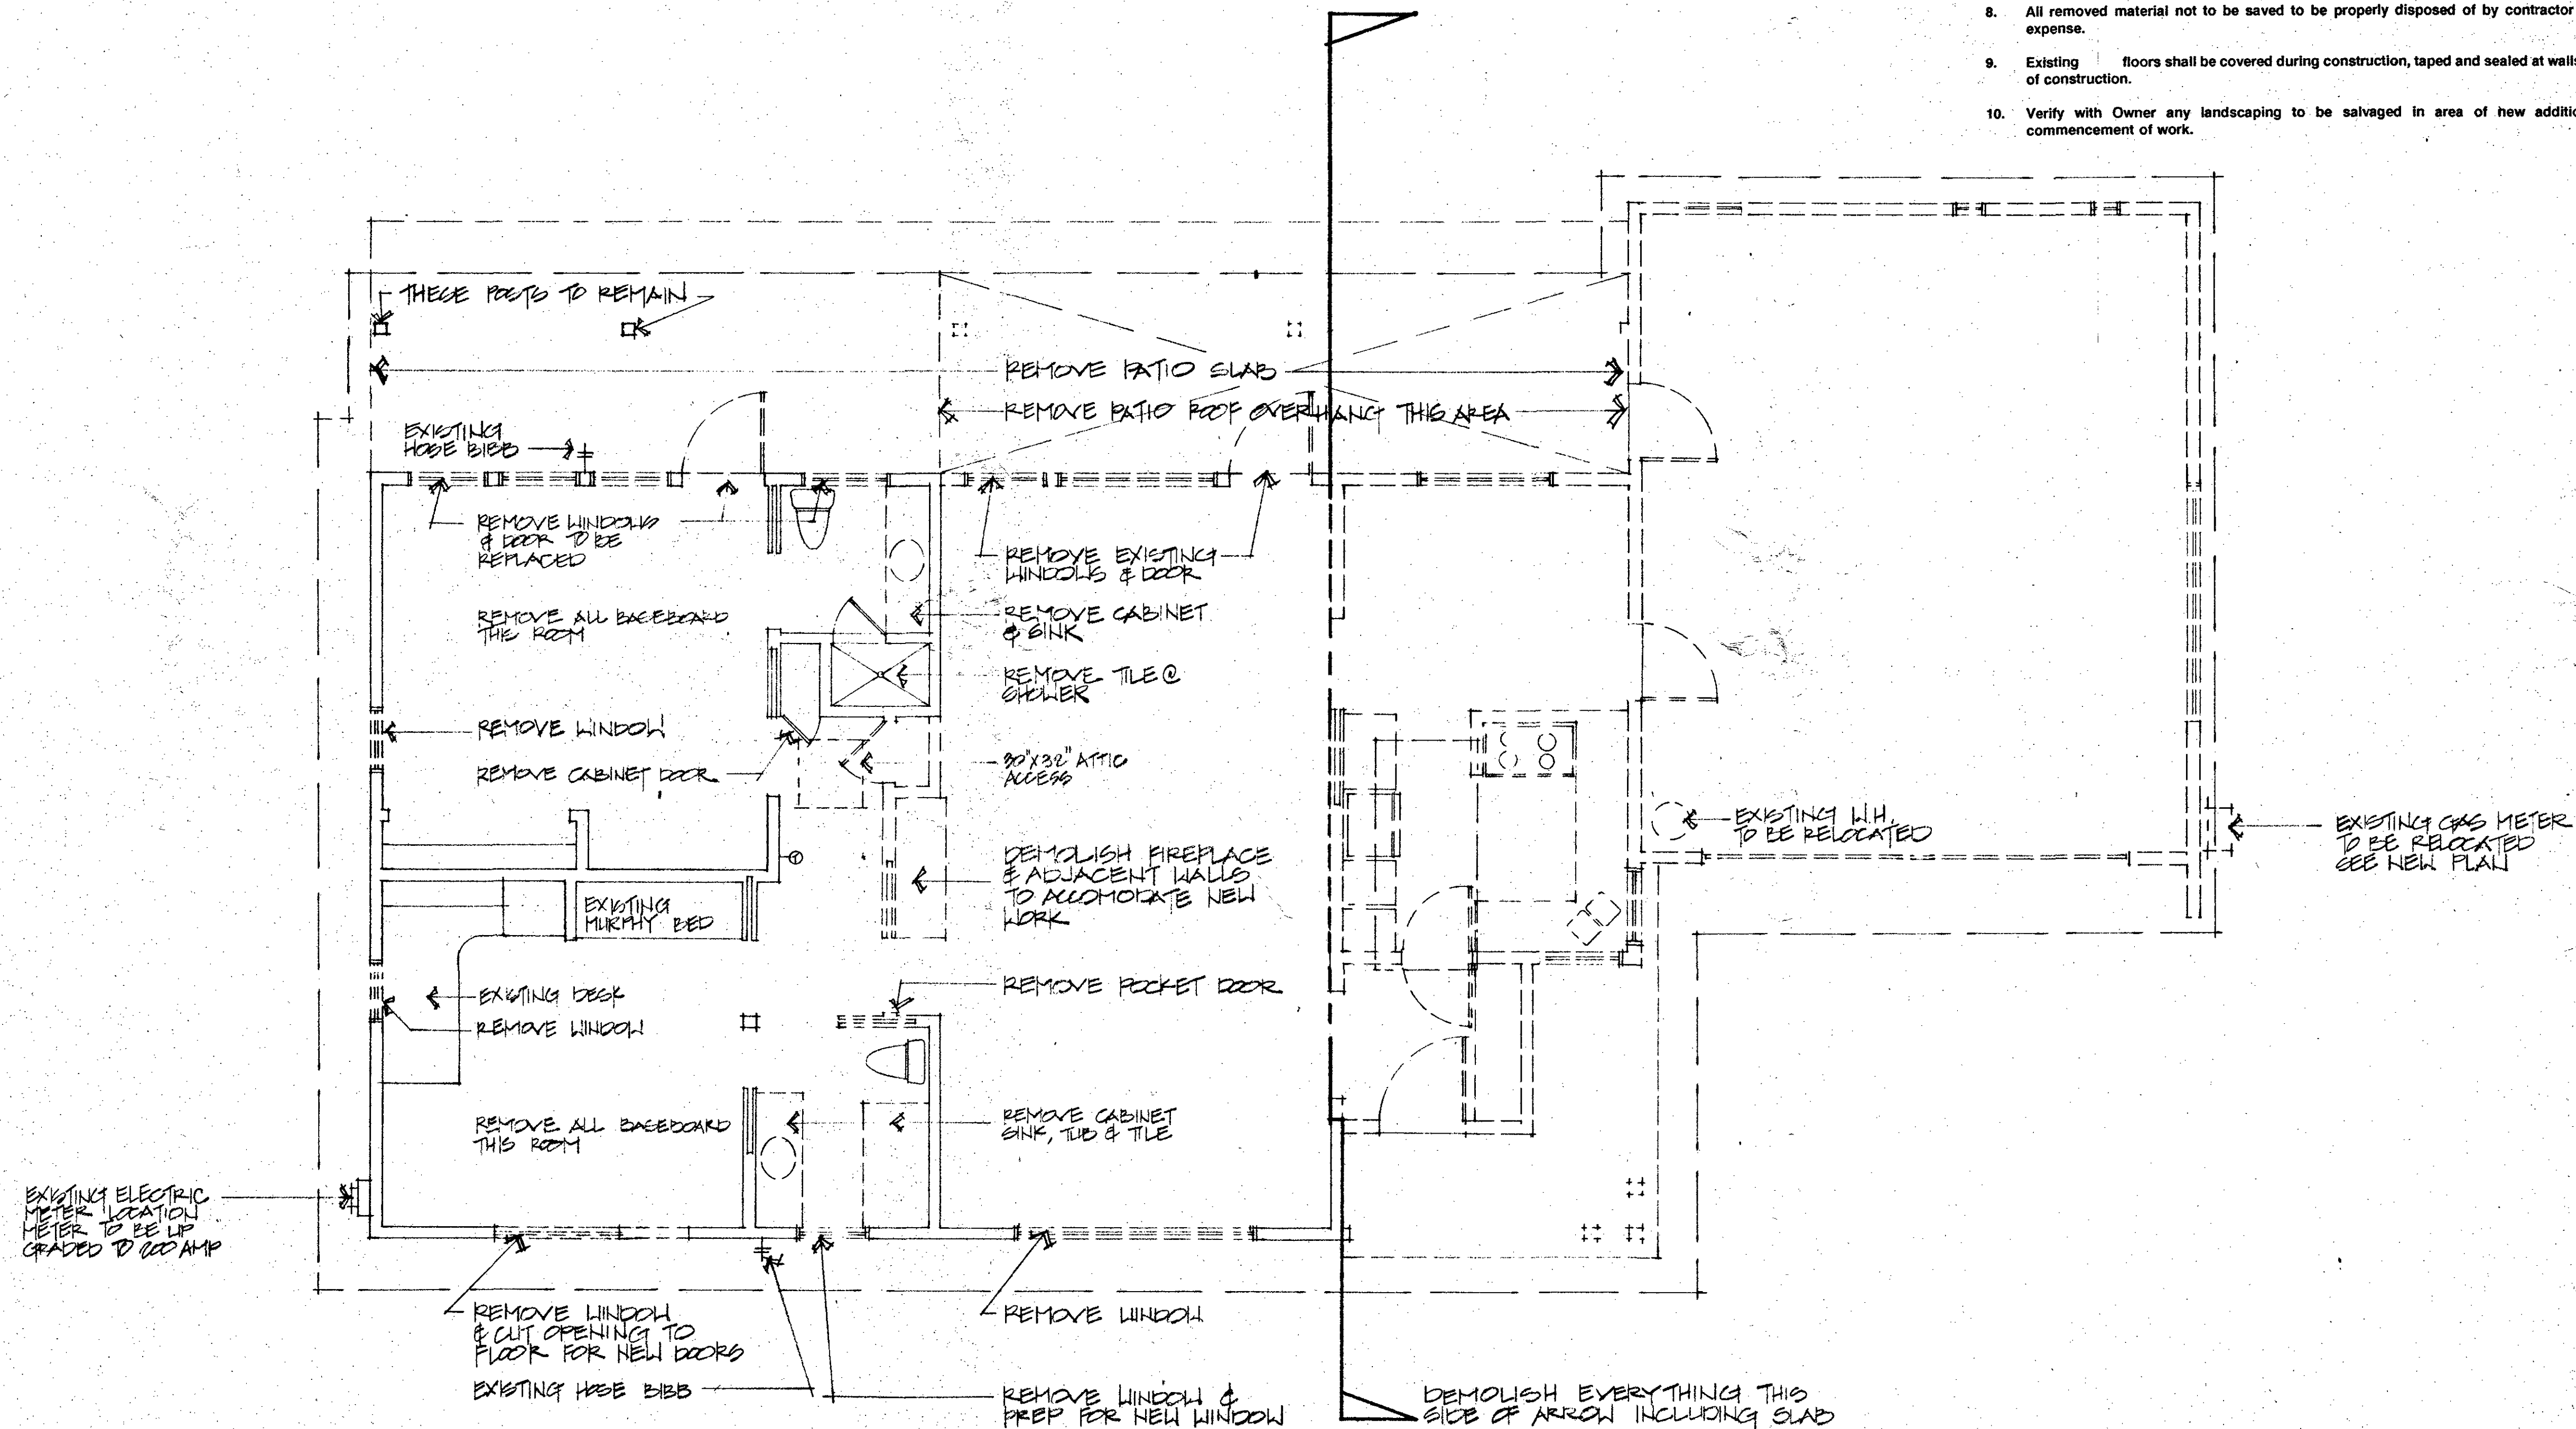 8. All removed material not to be saved to be properly disposed of by contractor
expense.
9. Existing floors shall be covered during construction, taped and sealed at walls
of construction.
10. Verify with Owner any landscaping to be salvaged in area of new additio
commencement of work.
THESE POSTS TO REMAIN
REMOVE PATIO SLAB
REMOVE PATIO ROOF OVERHANG THIS AREA
EXISTING
HOSE BIBB
REMOVE WINDOWS
& DOOR TO BE
REPLACED
REMOVE EXISTING
WINDOWS & DOOR
REMOVE ALL BASEBOARD
THIS ROOM
REMOVE CABINET
& SINK
REMOVE TILE @
SHOWER
REMOVE WINDOW
REMOVE CABINET DOOR
30"X32" ATTIC
ACCESS
EXISTING W.H.
TO BE RELOCATED
EXISTING GAS METER
TO BE RELOCATED
SEE NEW PLAN
DEMOLISH FIREPLACE
& ADJACENT WALLS
TO ACCOMODATE NEW
WORK
EXISTING
MURPHY BED
EXISTING DESK
REMOVE WINDOW
REMOVE POCKET DOOR
REMOVE ALL BASEBOARD
THIS ROOM
REMOVE CABINET
SINK, TUB & TILE
EXISTING ELECTRIC
METER LOCATION
METER TO BE UP
GRADED TO 200 AMP
REMOVE WINDOW
& CUT OPENING TO
FLOOR FOR NEW DOORS
EXISTING HOSE BIBB
REMOVE WINDOW
REMOVE WINDOW &
PREP FOR NEW WINDOW
DEMOLISH EVERYTHING THIS
SIDE OF ARROW INCLUDING SLAB